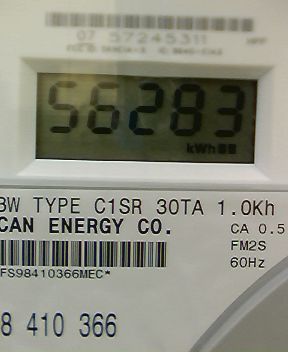 07 57245311
56283
kWh
3W TYPE C1SR 30TA 1.0Kh
CAN ENERGY CO.
CA 0.5
FM2S
60Hz
FS98410366MEC*
8 410 366